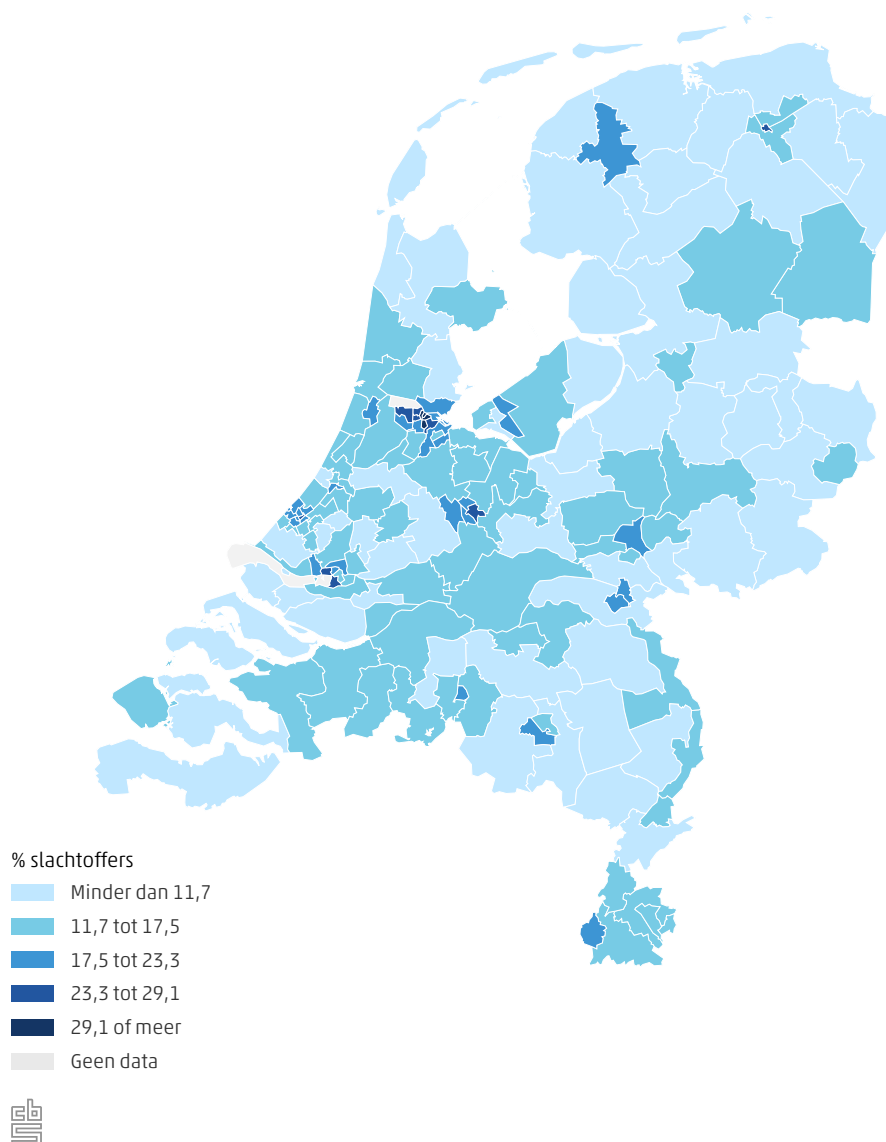 % slachtoffers
Minder dan 11,7
11,7 tot 17,5
17,5 tot 23,3
23,3 tot 29,1
29,1 of meer
Geen data
cbs